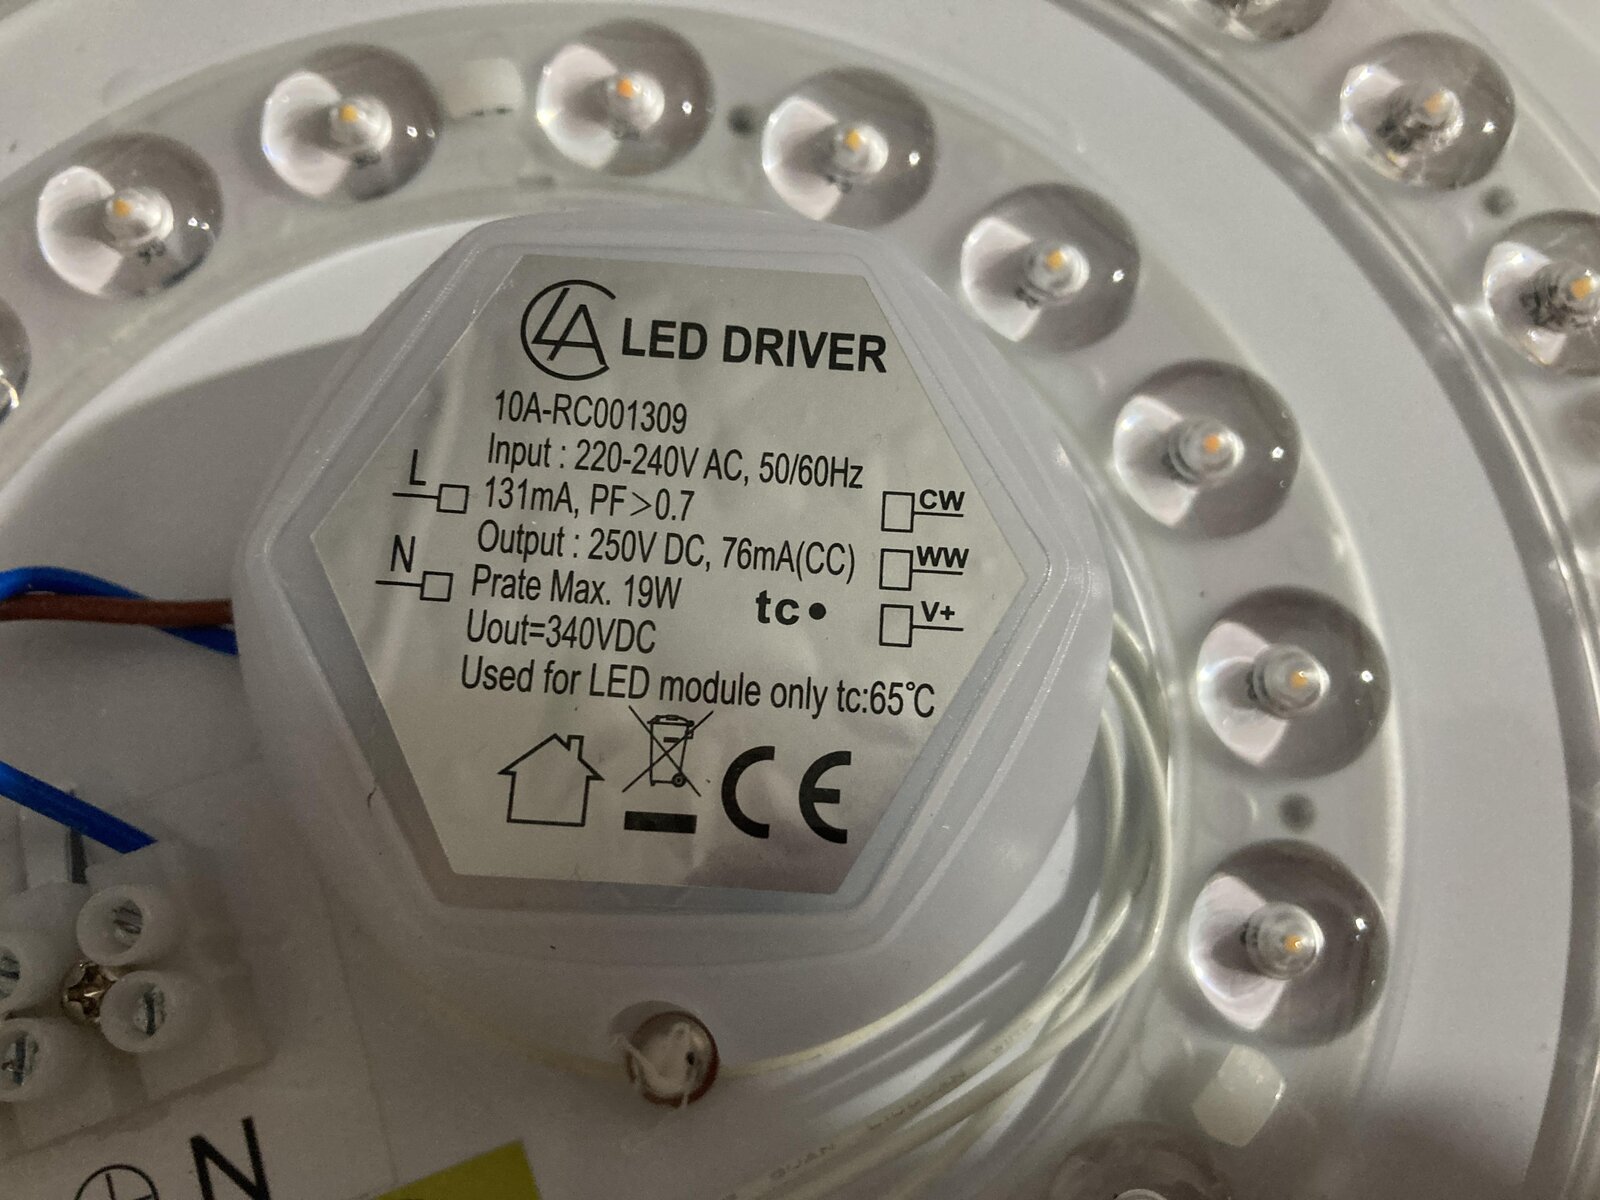 LED DRIVER
10A-RC001309
Input : 220-240V AC, 50/60Hz
131mA, PF>0.7
Output : 250V DC, 76mA(CC)
Prate Max. 19W
tc•
Uout=340VDC
Used for LED module only tc:65℃
L
N
CW
WW
V+
CE
N